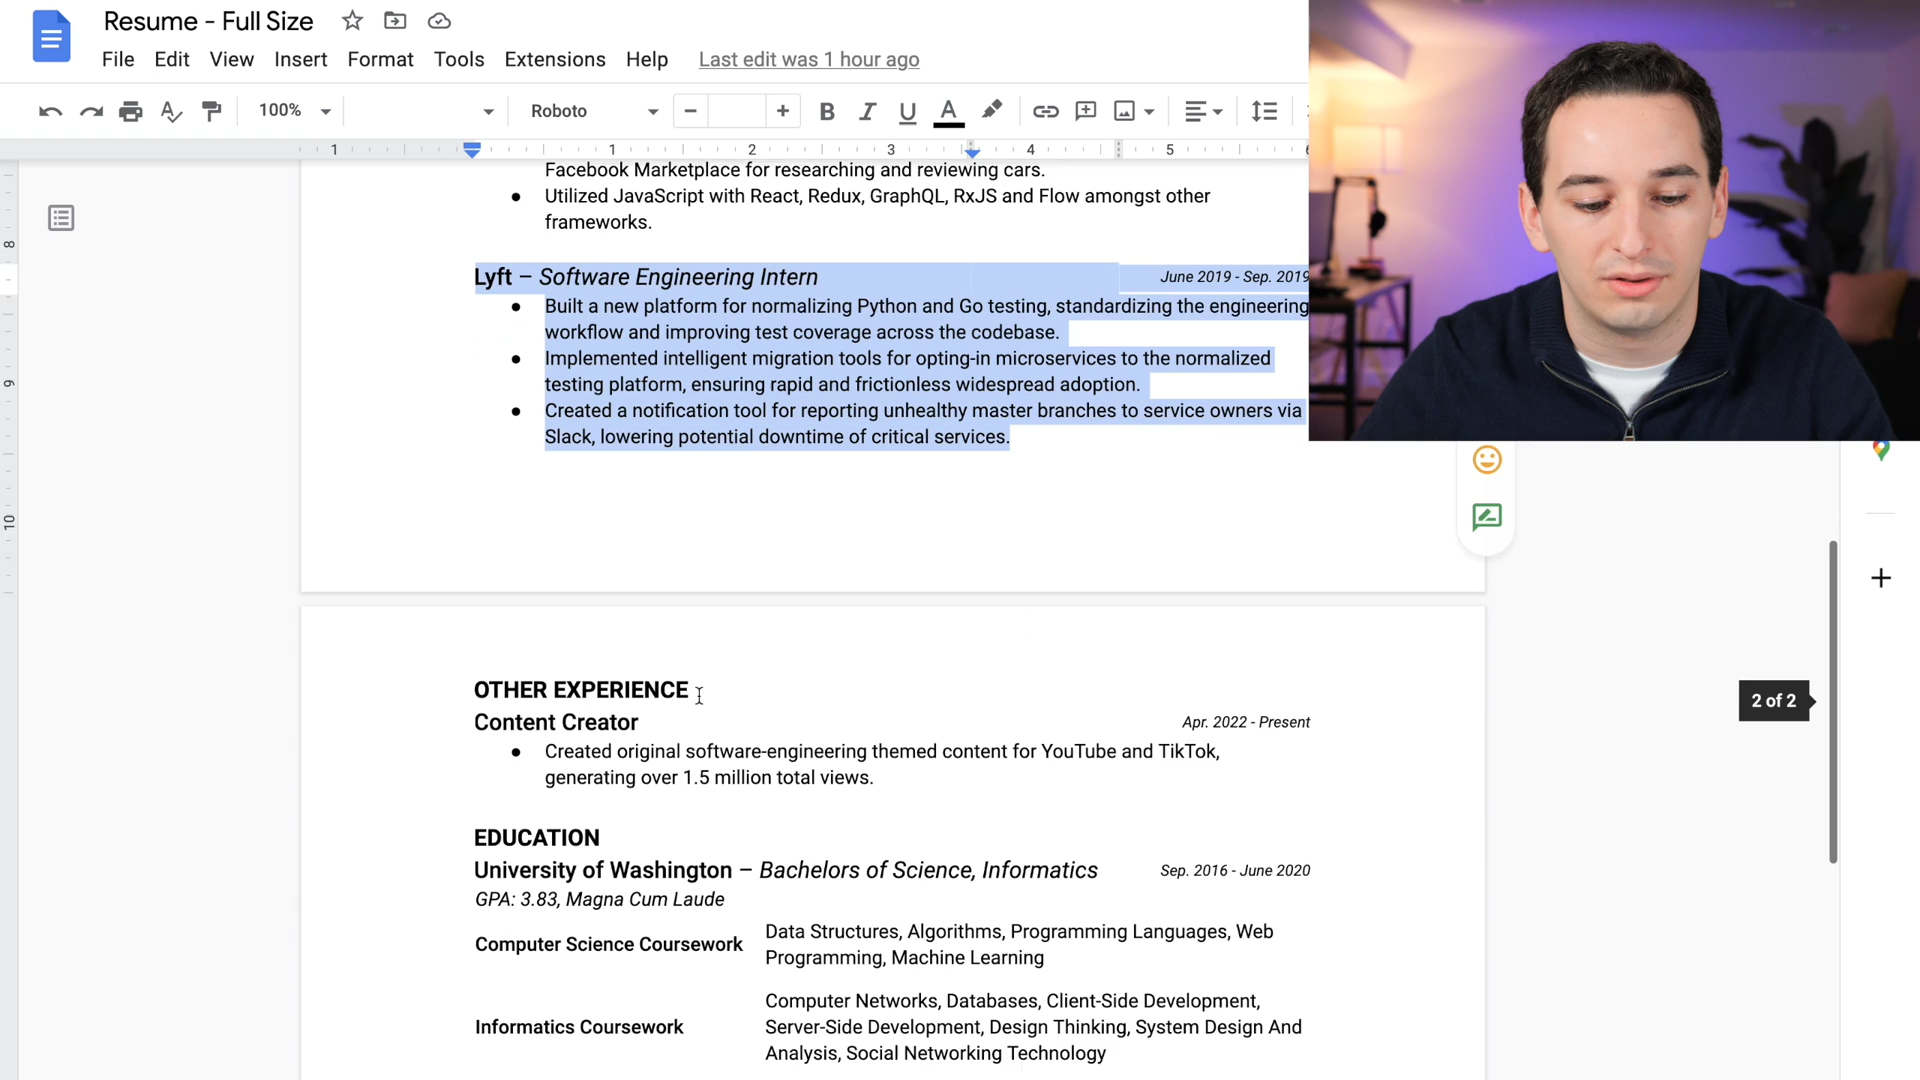 Resume - Full Size
File Edit View Insert Format Tools Extensions Help Last edit was 1 hour ago
100% Roboto B I U A
1 1 2 3 4 5
Facebook Marketplace for researching and reviewing cars.
● Utilized JavaScript with React, Redux, GraphQL, RxJS and Flow amongst other
frameworks.
Lyft – Software Engineering Intern June 2019 - Sep. 2019
● Built a new platform for normalizing Python and Go testing, standardizing the engineering
workflow and improving test coverage across the codebase.
● Implemented intelligent migration tools for opting-in microservices to the normalized
testing platform, ensuring rapid and frictionless widespread adoption.
● Created a notification tool for reporting unhealthy master branches to service owners via
Slack, lowering potential downtime of critical services.
8
9
10
OTHER EXPERIENCE
2 of 2
Content Creator Apr. 2022 - Present
● Created original software-engineering themed content for YouTube and TikTok,
generating over 1.5 million total views.
EDUCATION
University of Washington – Bachelors of Science, Informatics Sep. 2016 - June 2020
GPA: 3.83, Magna Cum Laude
Computer Science Coursework Data Structures, Algorithms, Programming Languages, Web
Programming, Machine Learning
Informatics Coursework Computer Networks, Databases, Client-Side Development,
Server-Side Development, Design Thinking, System Design And
Analysis, Social Networking Technology